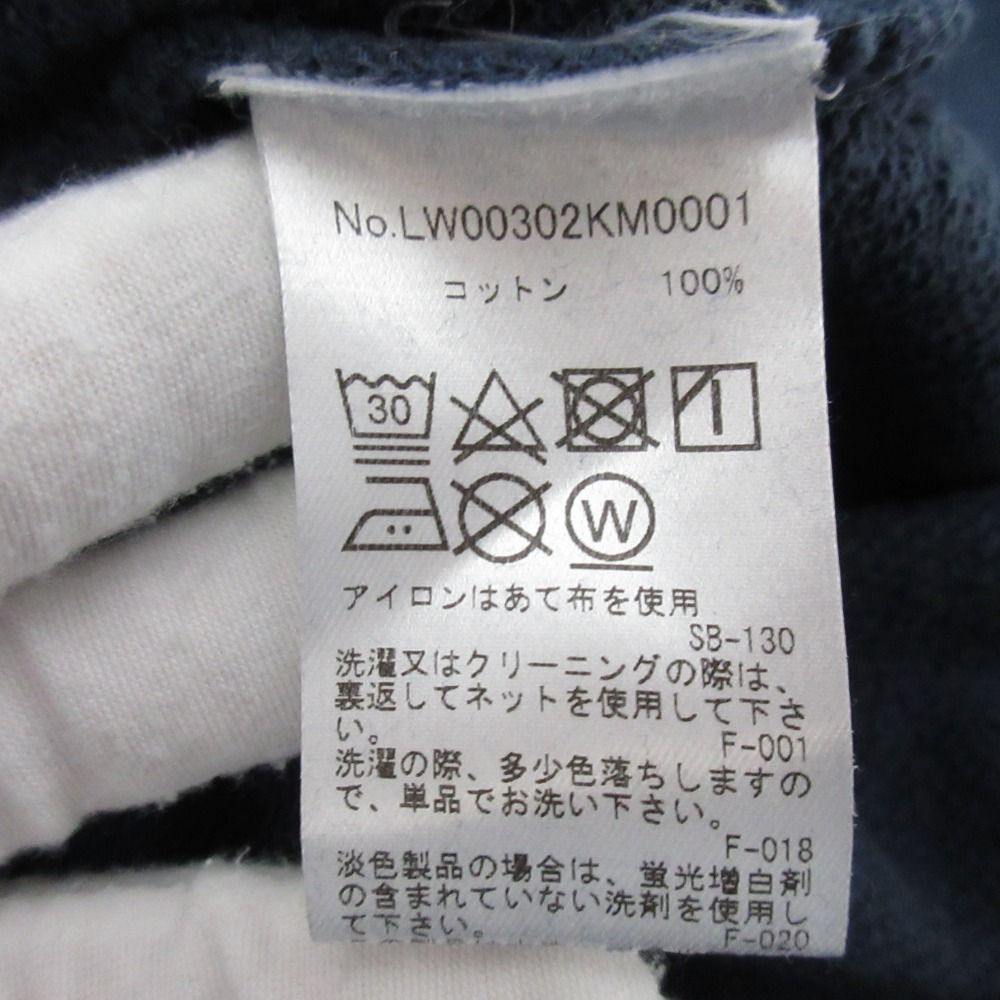 No.LW00302KM0001
コットン 100%
30
W
アイロンはあて布を使用
SB-130
洗濯又はクリーニングの際は、
裏返してネットを使用して下さ
い。
F-001
洗濯の際、多少色落ちしますの
で、単品でお洗い下さい。
F-018
淡色製品の場合は、蛍光増白剤
の含まれていない洗剤を使用し
て下さい。
F-020